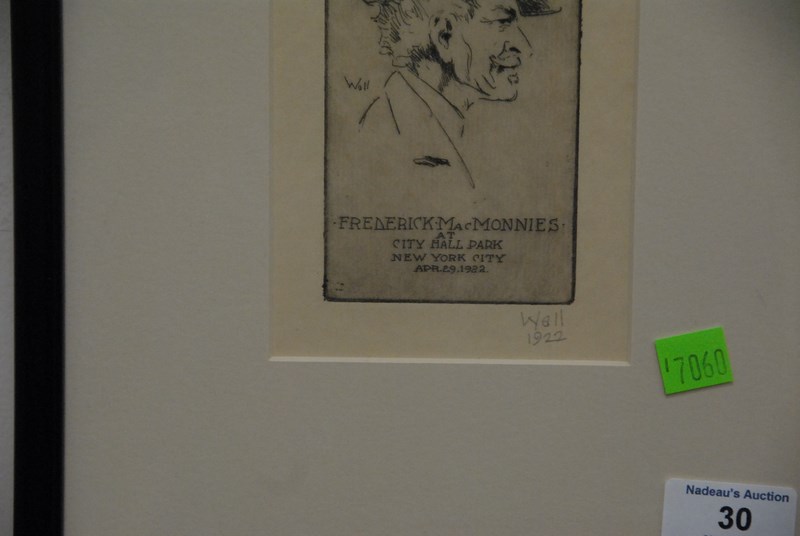 Wall
·FREDERICK·MACMONNIES·
AT
CITY HALL PARK
NEW YORK CITY
APR.29.1922.
Wall
1922
17060
Nadeau's Auction
30